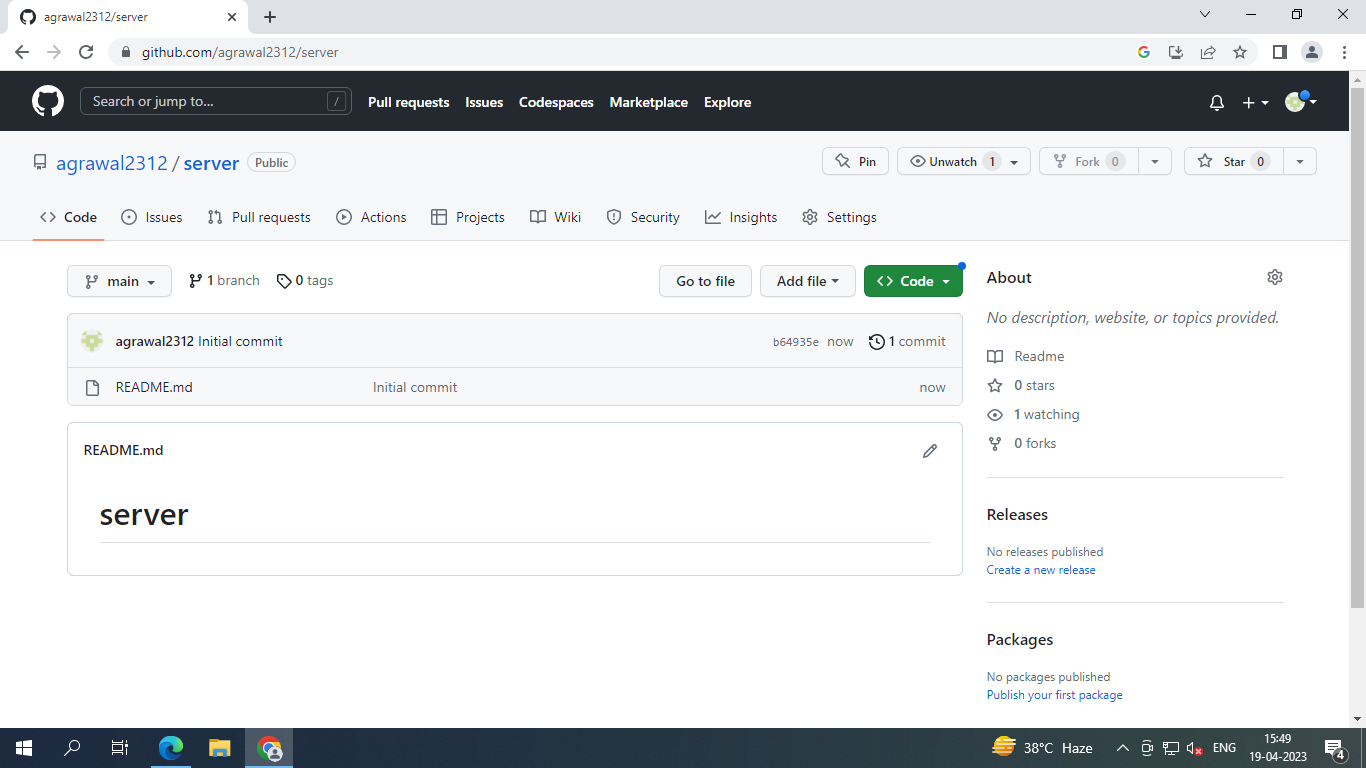 agrawal2312/server
github.com/agrawal2312/server
Search or jump to... / Pull requests Issues Codespaces Marketplace Explore
agrawal2312 / server Public Pin Unwatch 1 Fork 0 Star 0
Code Issues Pull requests Actions Projects Wiki Security Insights Settings
main 1 branch 0 tags Go to file Add file Code
agrawal2312 Initial commit b64935e now 1 commit
README.md Initial commit now
README.md
server
About
No description, website, or topics provided.
Readme
0 stars
1 watching
0 forks
Releases
No releases published
Create a new release
Packages
No packages published
Publish your first package
38°C Haze ENG 15:49
19-04-2023 4